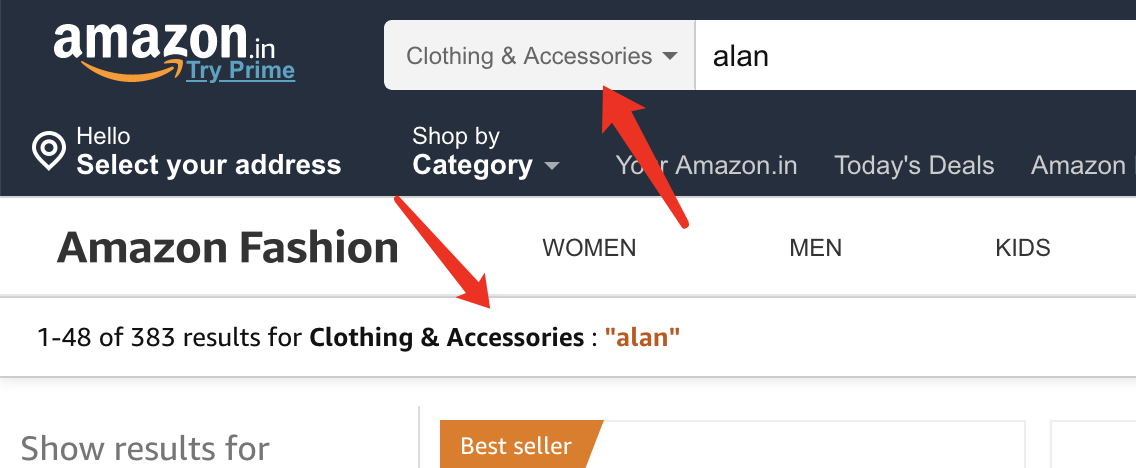 amazon.in
Try Prime
Clothing & Accessories
alan
Hello
Select your address
Shop by
Category
Your Amazon.in
Today's Deals
Amazon
Amazon Fashion
WOMEN
MEN
KIDS
1-48 of 383 results for Clothing & Accessories : "alan"
Show results for
Best seller